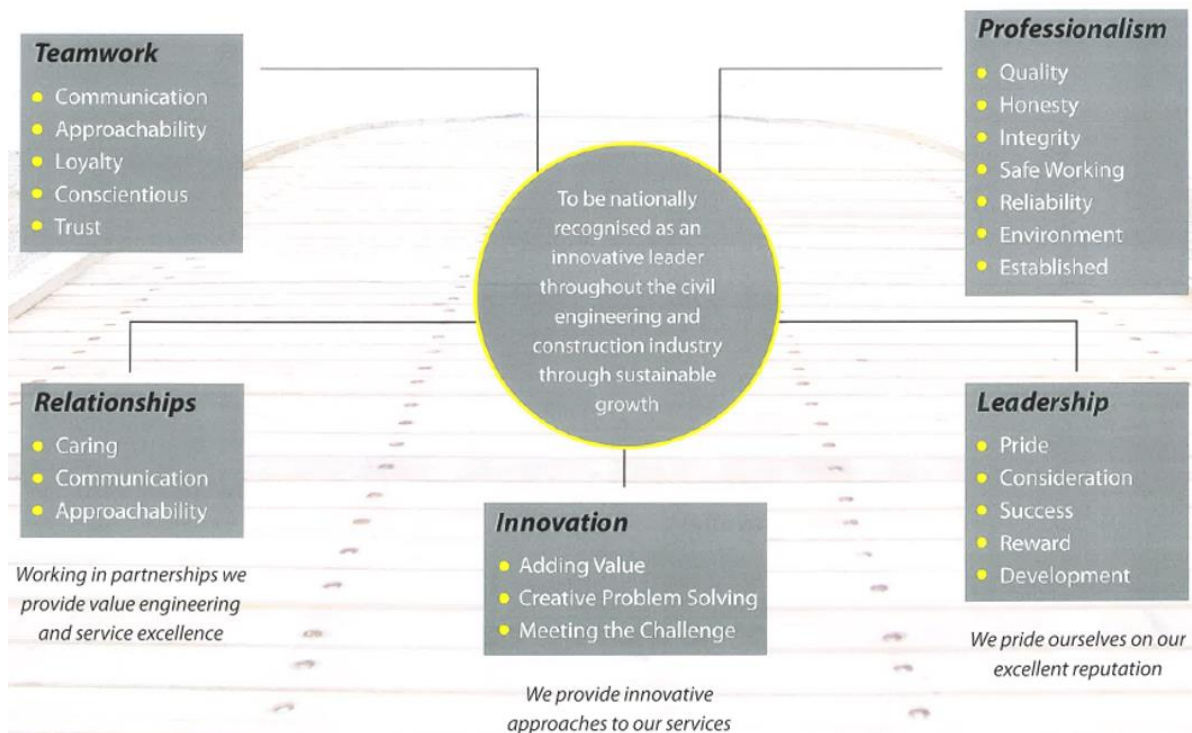 Teamwork
Communication
Approachability
Loyalty
Conscientious
Trust
Professionalism
Quality
Honesty
Integrity
Safe Working
Reliability
Environment
Established
To be nationally
recognised as an
innovative leader
throughout the civil
engineering and
construction industry
through sustainable
growth
Relationships
Caring
Communication
Approachability
Working in partnerships we
provide value engineering
and service excellence
Innovation
Adding Value
Creative Problem Solving
Meeting the Challenge
We provide innovative
approaches to our services
Leadership
Pride
Consideration
Success
Reward
Development
We pride ourselves on our
excellent reputation